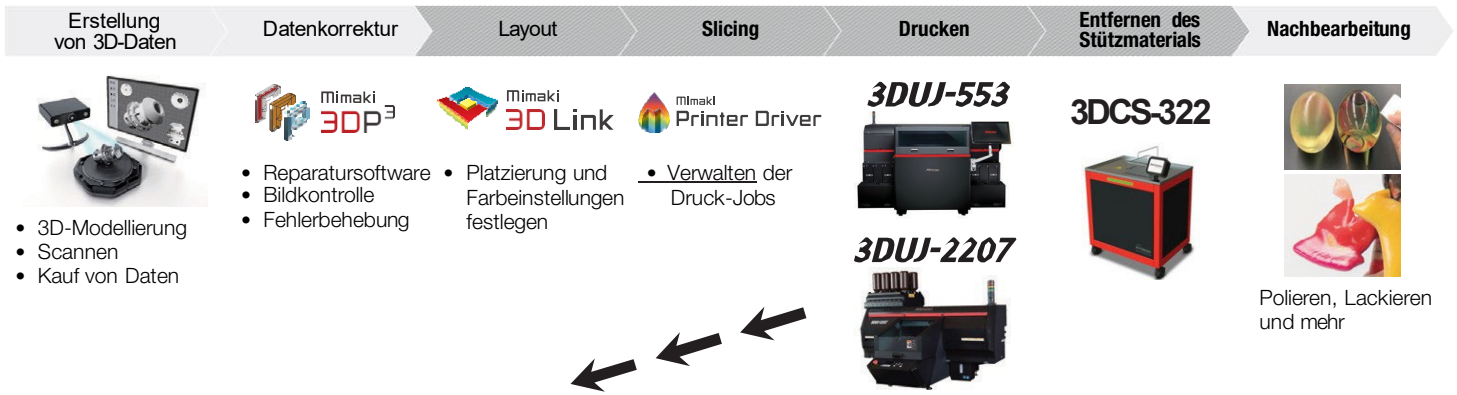 Erstellung
von 3D-Daten
Datenkorrektur
Layout
Slicing
Drucken
Entfernen des
Stützmaterials
Nachbearbeitung
• 3D-Modellierung
• Scannen
• Kauf von Daten
Mimaki
3DP³
• Reparatursoftware
• Bildkontrolle
• Fehlerbehebung
Mimaki
3D Link
• Platzierung und
Farbeinstellungen
festlegen
Mimaki
Printer Driver
• Verwalten der
Druck-Jobs
3DUJ-553
3DUJ-2207
3DCS-322
Polieren, Lackieren
und mehr